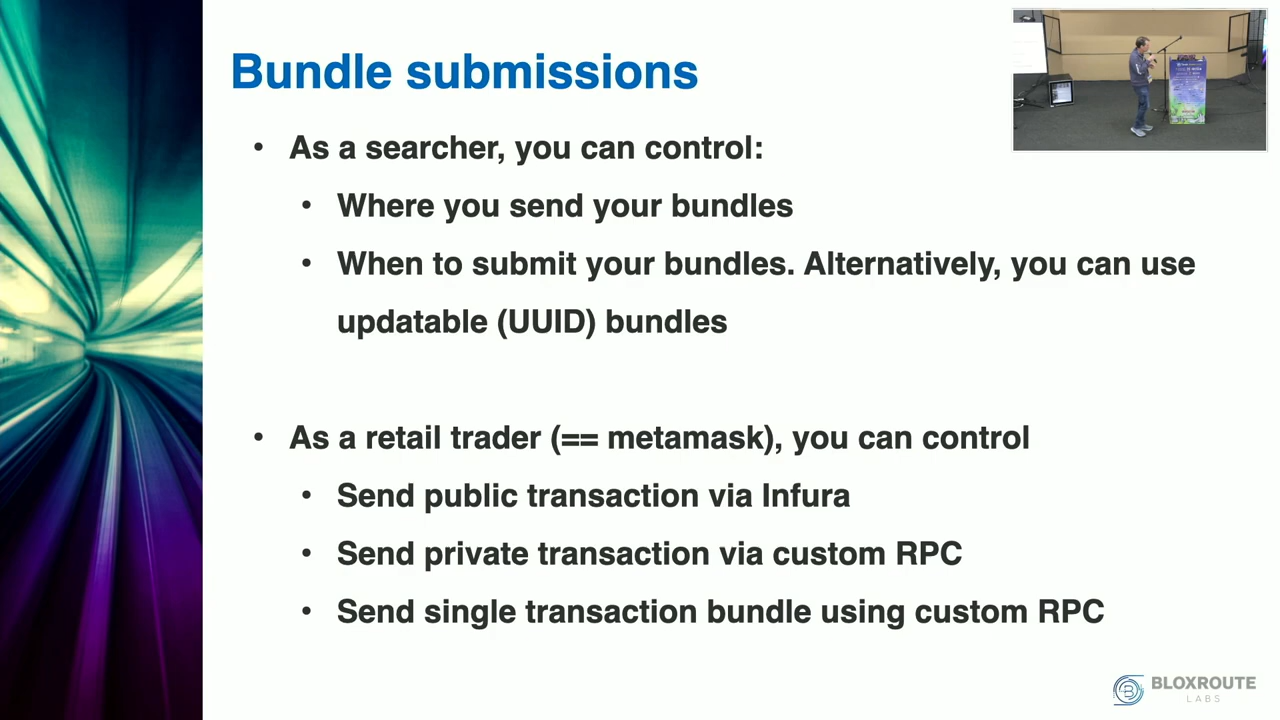 Bundle submissions
• As a searcher, you can control:
• Where you send your bundles
• When to submit your bundles. Alternatively, you can use
updatable (UUID) bundles
• As a retail trader (== metamask), you can control
• Send public transaction via Infura
• Send private transaction via custom RPC
• Send single transaction bundle using custom RPC
BLOXROUTE
LABS